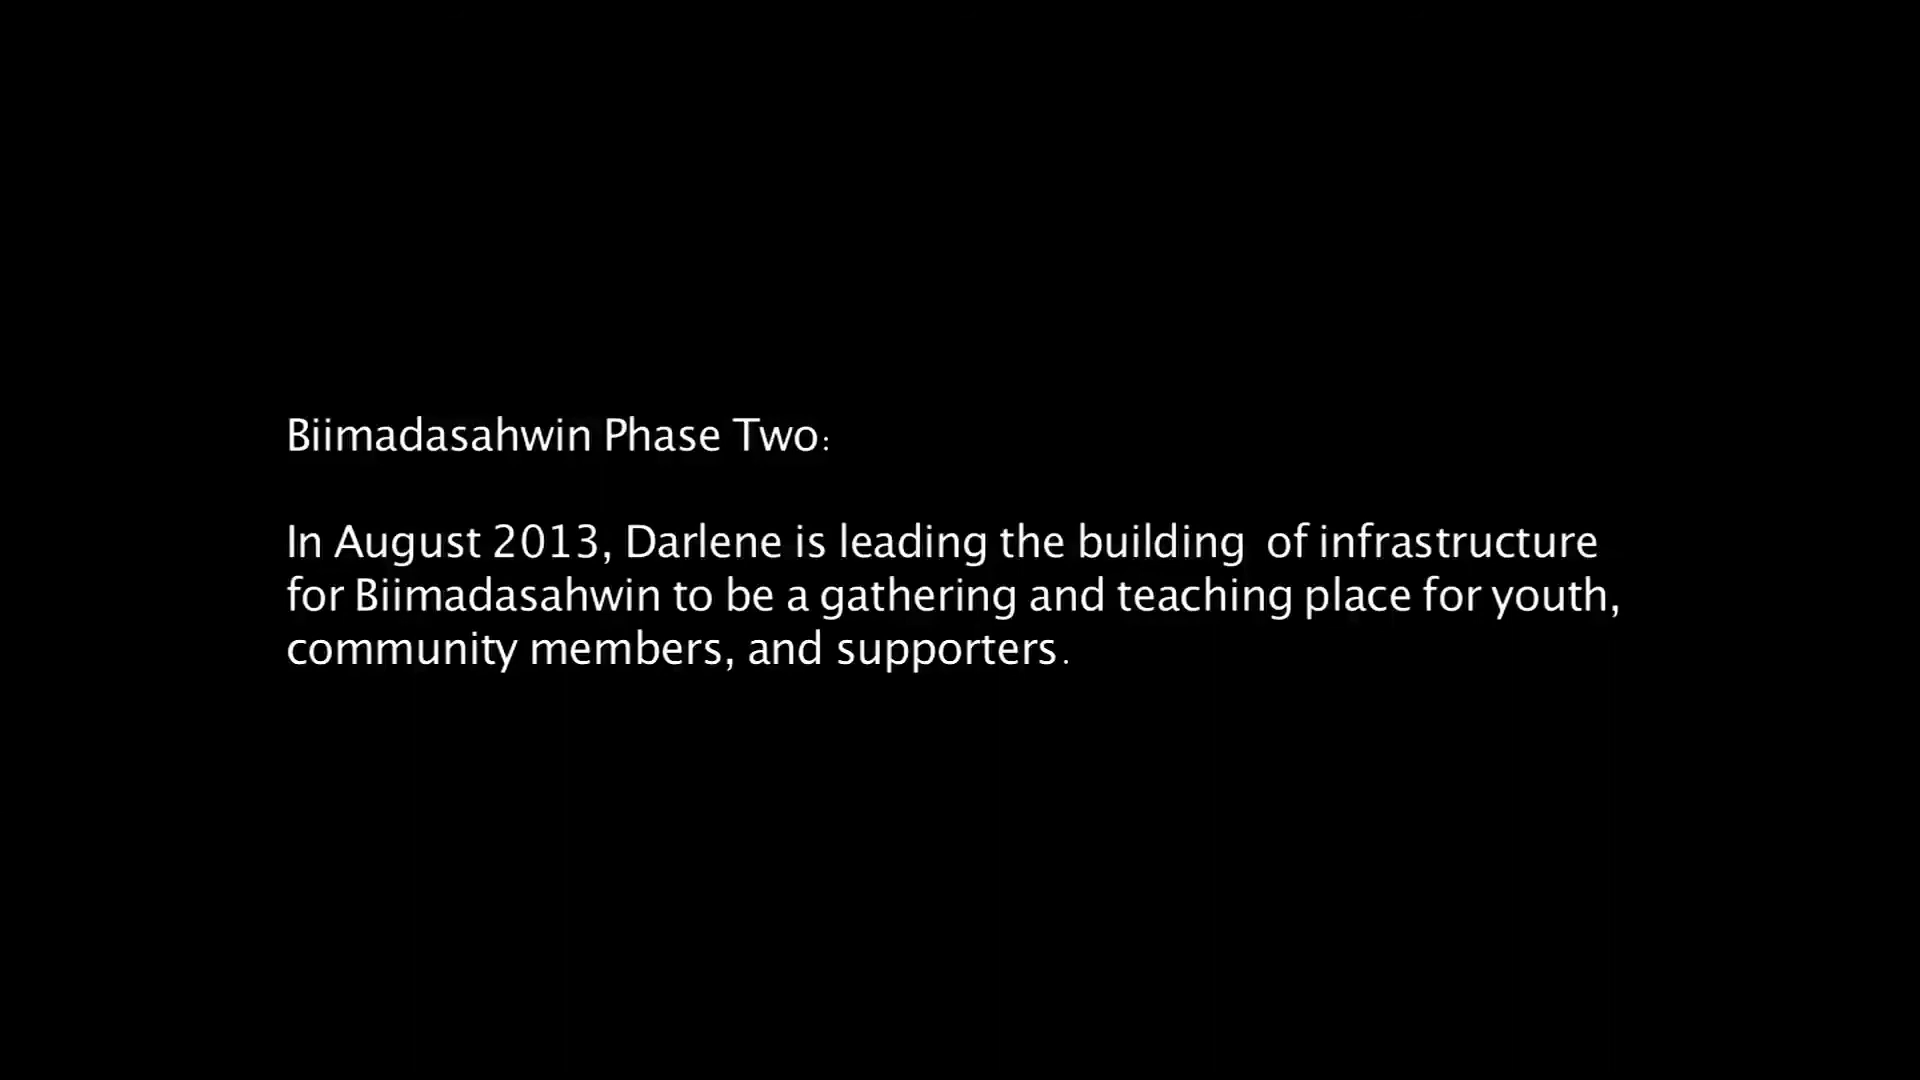 Biimadasahwin Phase Two:
In August 2013, Darlene is leading the building  of infrastructure
for Biimadasahwin to be a gathering and teaching place for youth,
community members, and supporters.